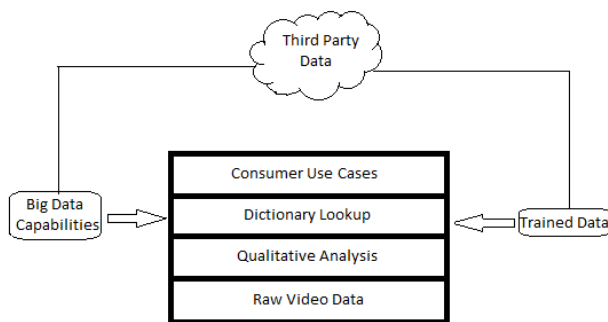 Third Party
Data
Consumer Use Cases
Big Data
Capabilities
Dictionary Lookup
Trained Data
Qualitative Analysis
Raw Video Data